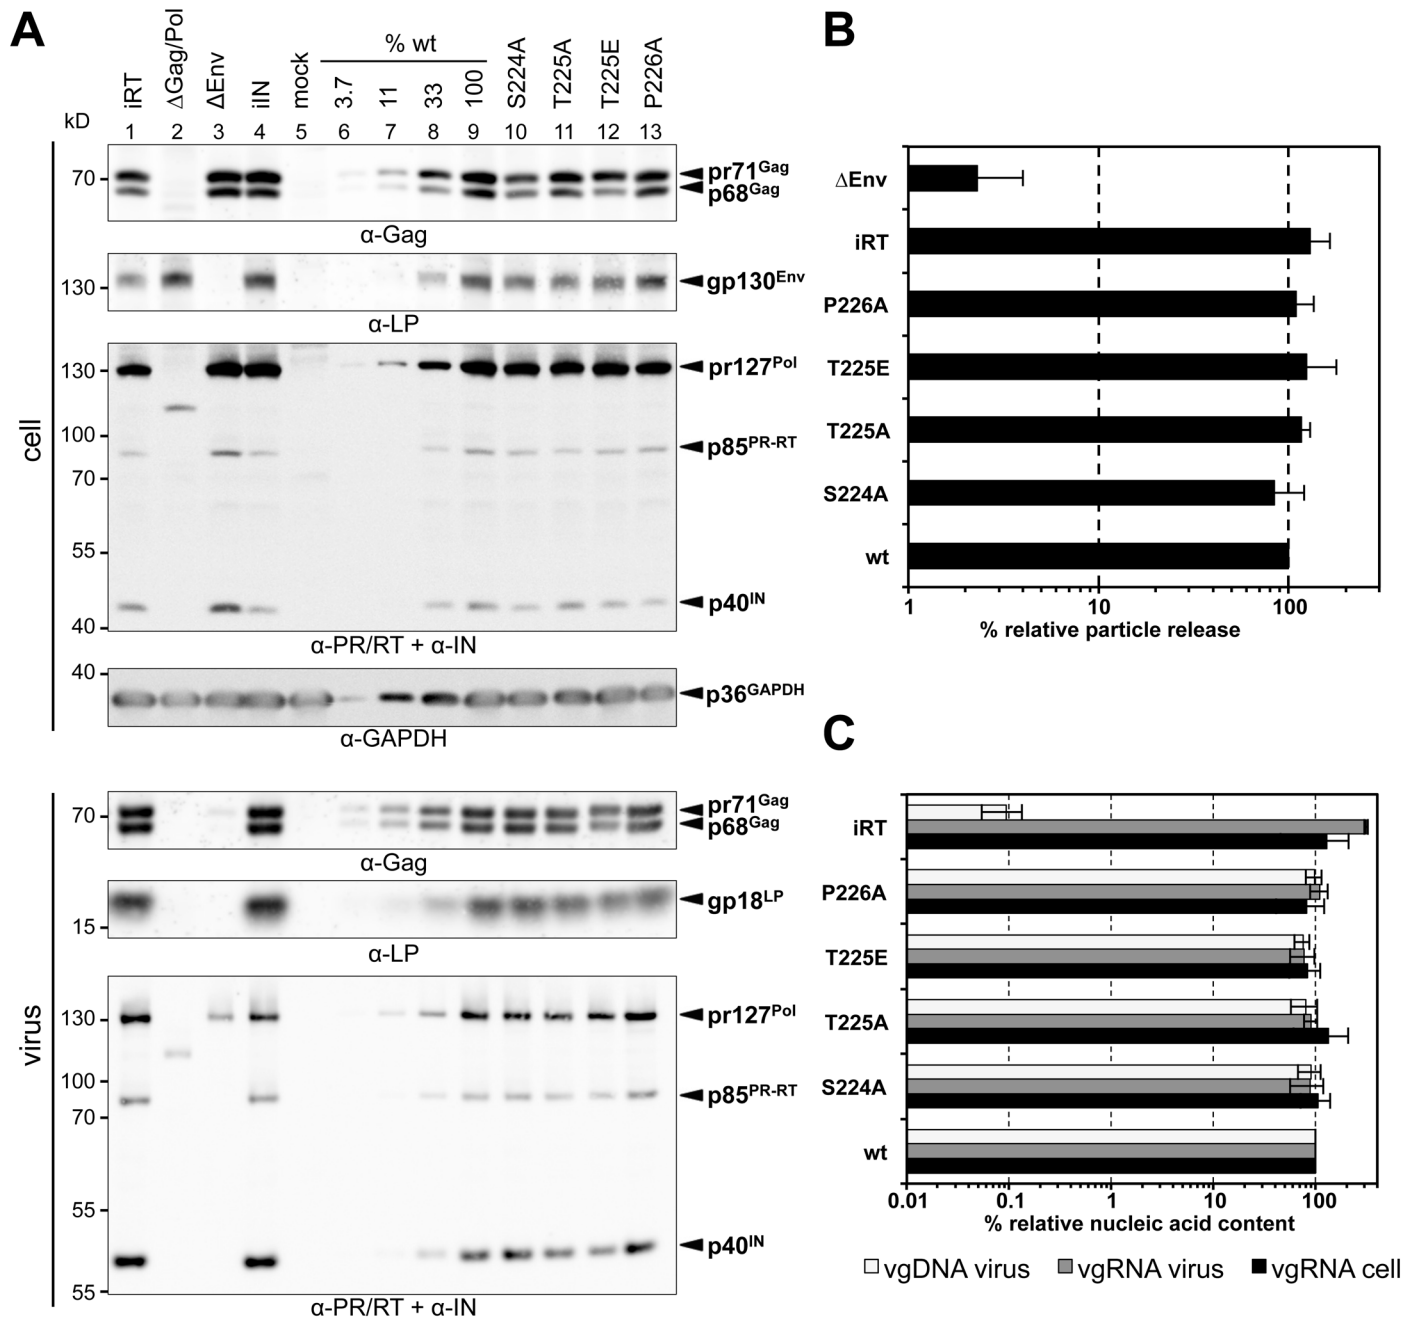 A
iRT
ΔGag/Pol
ΔEnv
iIN
mock
% wt
3.7
11
33
100
S224A
T225A
T225E
P226A
kD
1 2 3 4 5 6 7 8 9 10 11 12 13
cell
70
pr71Gag
p68Gag
α-Gag
130
gp130Env
α-LP
130
pr127Pol
100
p85PR-RT
70
55
p40IN
40
α-PR/RT + α-IN
40
p36GAPDH
α-GAPDH
virus
70
pr71Gag
p68Gag
α-Gag
gp18LP
15
α-LP
130
pr127Pol
100
p85PR-RT
70
55
p40IN
55
α-PR/RT + α-IN
B
ΔEnv
iRT
P226A
T225E
T225A
S224A
wt
1 10 100
% relative particle release
C
iRT
P226A
T225E
T225A
S224A
wt
0.01 0.1 1 10 100
% relative nucleic acid content
vgDNA virus vgRNA virus vgRNA cell